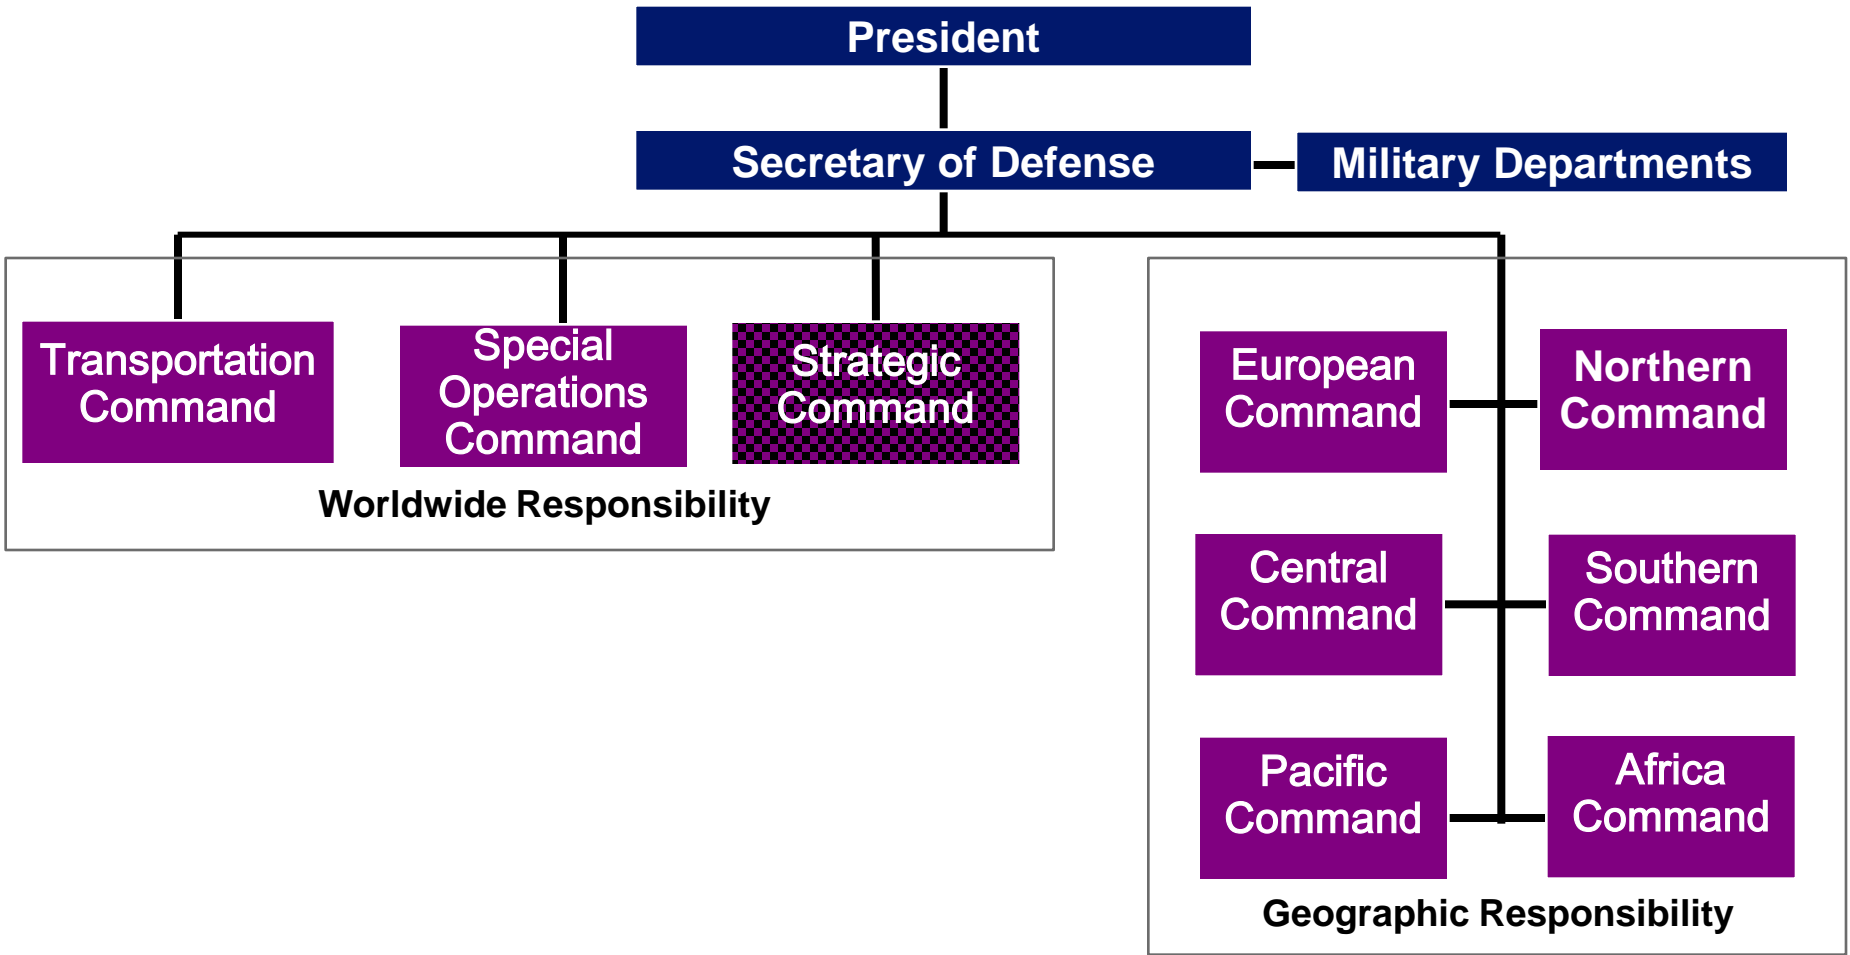 President
Secretary of Defense
Military Departments
Transportation
Command
Special
Operations
Command
Strategic
Command
Worldwide Responsibility
European
Command
Northern
Command
Central
Command
Southern
Command
Pacific
Command
Africa
Command
Geographic Responsibility